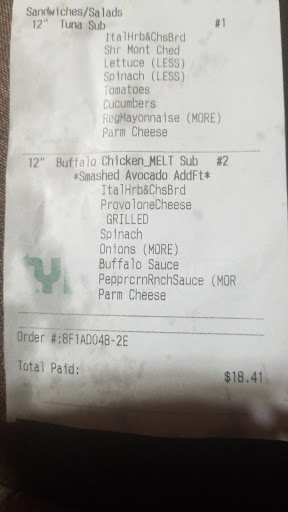 Sandwiches/Salads
12" Tuna Sub #1
ItalHrb&ChsBrd
Shr Mont Ched
Lettuce (LESS)
Spinach (LESS)
Tomatoes
Cucumbers
RegMayonnaise (MORE)
Parm Cheese
12" Buffalo Chicken_MELT Sub #2
*Smashed Avocado AddFt*
ItalHrb&ChsBrd
ProvoloneCheese
GRILLED
Spinach
Onions (MORE)
Buffalo Sauce
PepprcrnRnchSauce (MOR
Parm Cheese
Order #:8F1AD048-2E
Total Paid: $18.41